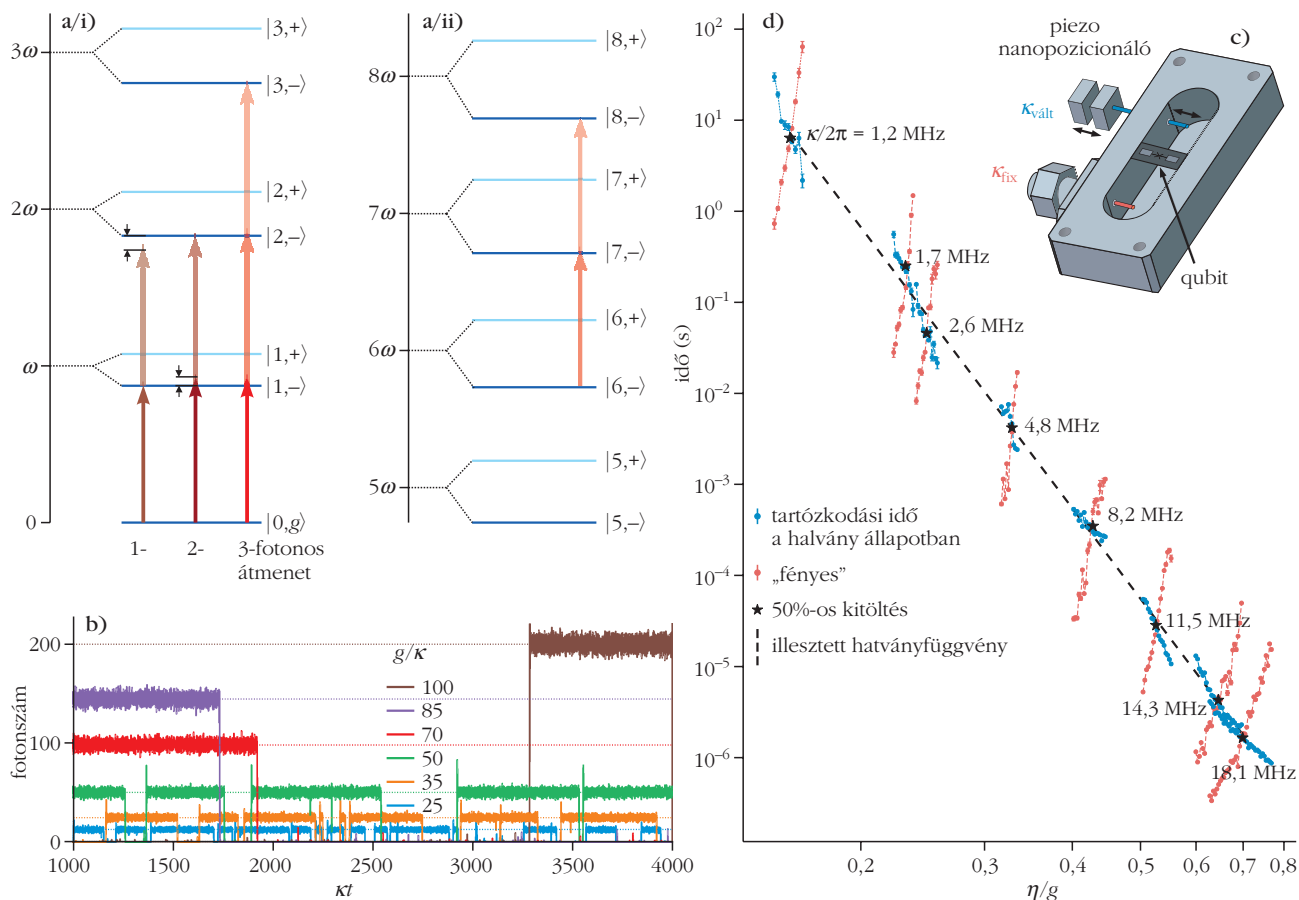 a/i)
3ω
|3,+⟩
|3,–⟩
2ω
|2,+⟩
|2,–⟩
ω
|1,+⟩
|1,–⟩
0
|0,g⟩
1-
2-
3-fotonos
átmenet
a/ii)
8ω
|8,+⟩
|8,–⟩
7ω
|7,+⟩
|7,–⟩
6ω
|6,+⟩
|6,–⟩
5ω
|5,+⟩
|5,–⟩
b)
fotonszám
200
100
0
g/κ
100
85
70
50
35
25
1000
1500
2000
2500
3000
3500
4000
κt
c)
piezo
nanopozicionáló
κvált
κfix
qubit
d)
idő (s)
10²
10¹
10⁰
10⁻¹
10⁻²
10⁻³
10⁻⁴
10⁻⁵
10⁻⁶
κ/2π = 1,2 MHz
1,7 MHz
2,6 MHz
4,8 MHz
8,2 MHz
11,5 MHz
14,3 MHz
18,1 MHz
tartózkodási idő
a halvány állapotban
„fényes”
50%-os kitöltés
illesztett hatványfüggvény
0,2
0,3
0,4
0,5
0,6
0,7
0,8
η/g